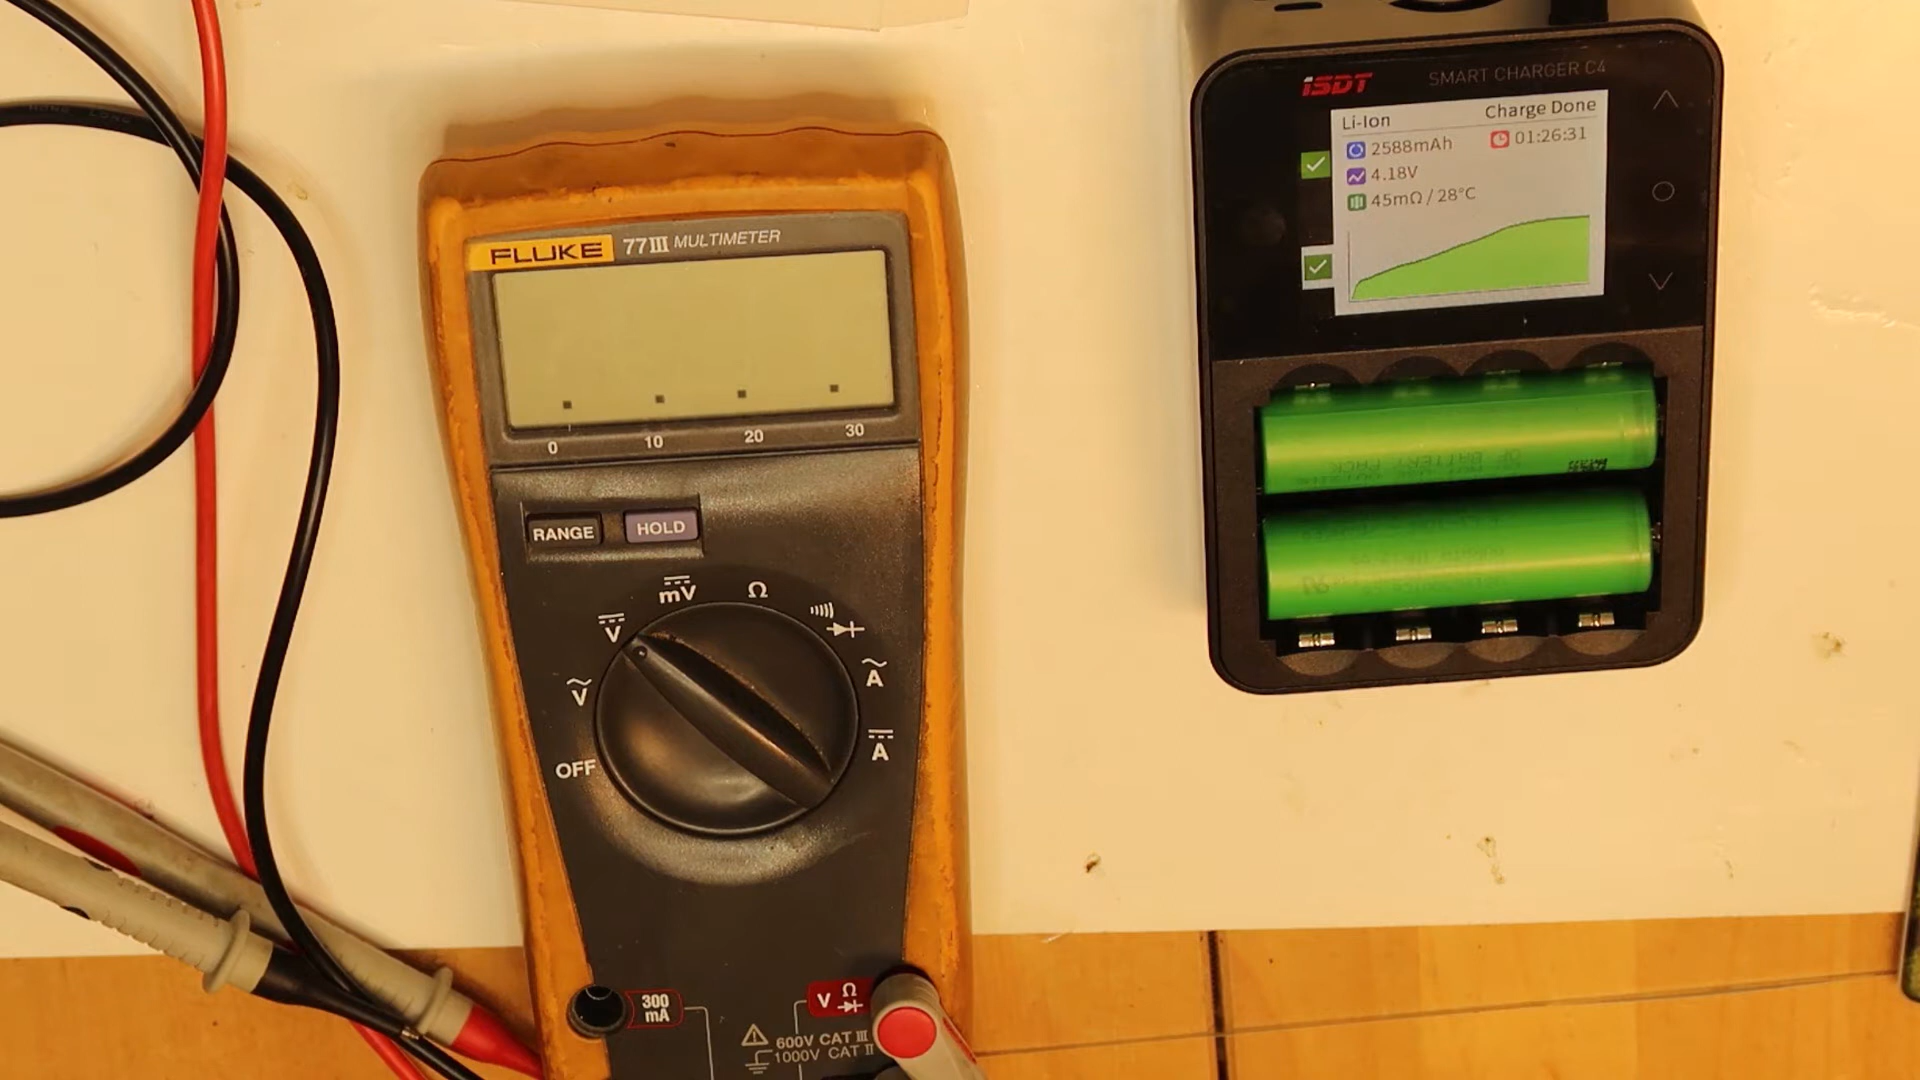 FLUKE 77 III MULTIMETER
0 10 20 30
RANGE HOLD
mV
Ω
V
V
A
A
OFF
300
mA
V Ω
600V CAT III
1000V CAT II
iSDT SMART CHARGER C4
Li-Ion Charge Done
2588mAh 01:26:31
4.18V
45mΩ / 28°C